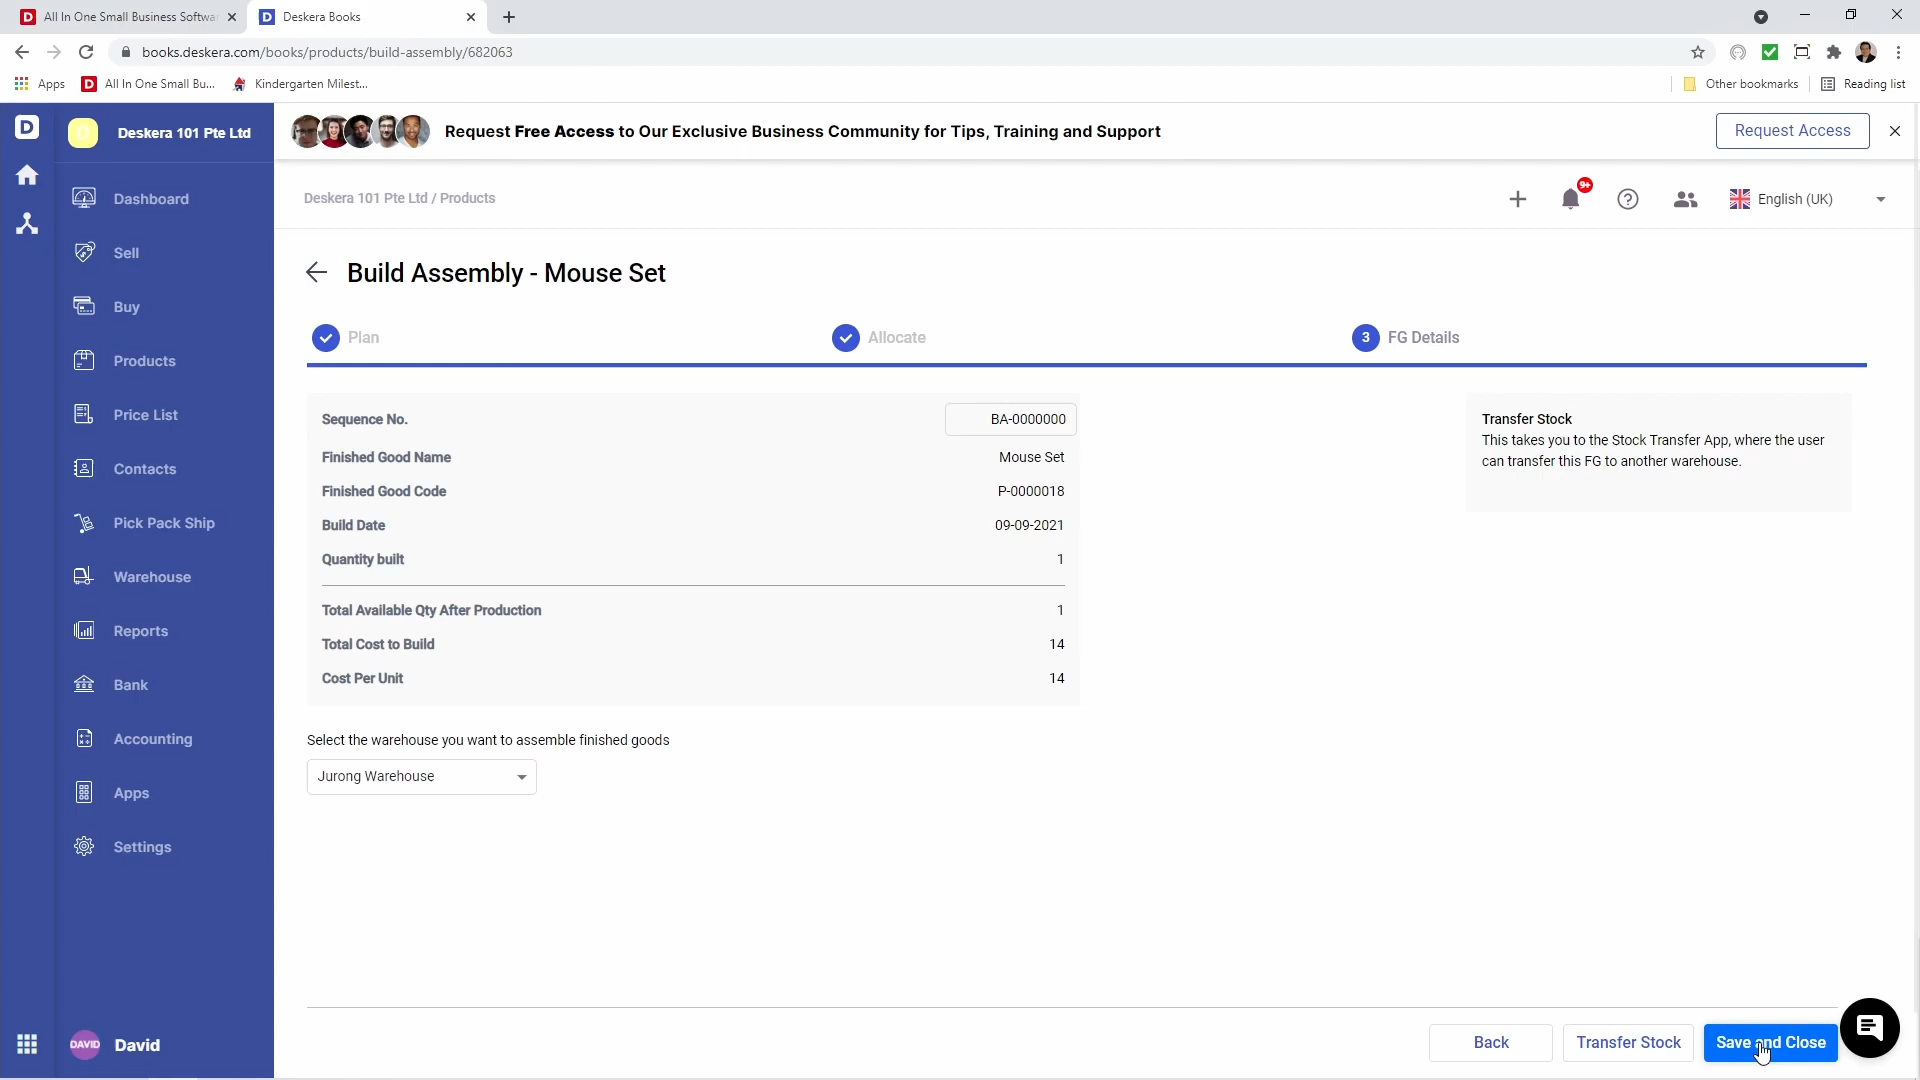 All In One Small Business Softwa
Deskera Books
books.deskera.com/books/products/build-assembly/682063
Apps
All In One Small Bu...
Kindergarten Milest...
Other bookmarks
Reading list
D
Deskera 101 Pte Ltd
Request Free Access to Our Exclusive Business Community for Tips, Training and Support
Request Access
Deskera 101 Pte Ltd / Products
9+
English (UK)
Dashboard
Sell
Buy
Products
Price List
Contacts
Pick Pack Ship
Warehouse
Reports
Bank
Accounting
Apps
Settings
DAVID
David
Build Assembly - Mouse Set
Plan
Allocate
3 FG Details
Sequence No. BA-0000000
Finished Good Name Mouse Set
Finished Good Code P-0000018
Build Date 09-09-2021
Quantity built 1
Total Available Qty After Production 1
Total Cost to Build 14
Cost Per Unit 14
Transfer Stock
This takes you to the Stock Transfer App, where the user
can transfer this FG to another warehouse.
Select the warehouse you want to assemble finished goods
Jurong Warehouse
Back
Transfer Stock
Save and Close